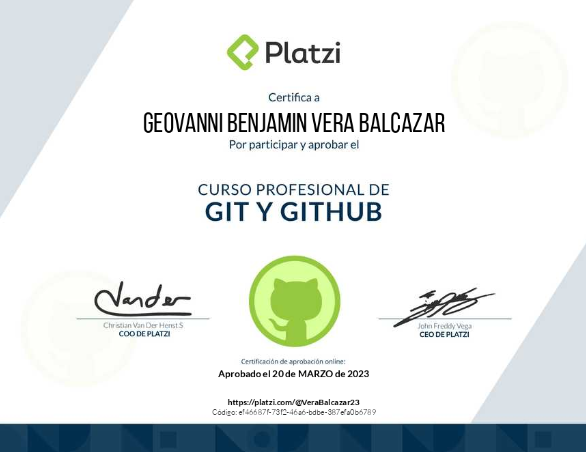 Platzi
Certifica a
GEOVANNI BENJAMIN VERA BALCAZAR
Por participar y aprobar el
CURSO PROFESIONAL DE
GIT Y GITHUB
Christian Van Der Henst S
COO DE PLATZI
John Freddy Vega
CEO DE PLATZI
Certificación de aprobación online:
Aprobado el 20 de MARZO de 2023
https://platzi.com/@VeraBalcazar23
Código: ef46687f-73f2-46a6-bdbe-387efa0b6789